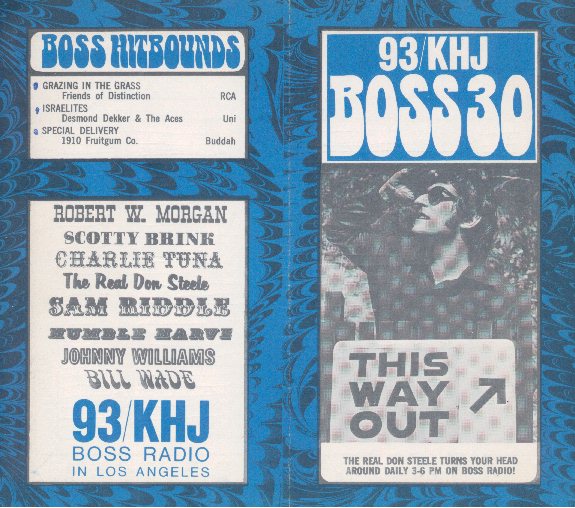 BOSS HITBOUNDS
GRAZING IN THE GRASS
Friends of Distinction RCA
ISRAELITES
Desmond Dekker & The Aces Uni
SPECIAL DELIVERY
1910 Fruitgum Co. Buddah
ROBERT W. MORGAN
SCOTTY BRINK
CHARLIE TUNA
The Real Don Steele
SAM RIDDLE
HUMBLE HARVE
JOHNNY WILLIAMS
BILL WADE
93/KHJ
BOSS RADIO
IN LOS ANGELES
93/KHJ
BOSS 30
THIS
WAY
OUT
THE REAL DON STEELE TURNS YOUR HEAD
AROUND DAILY 3-6 PM ON BOSS RADIO!